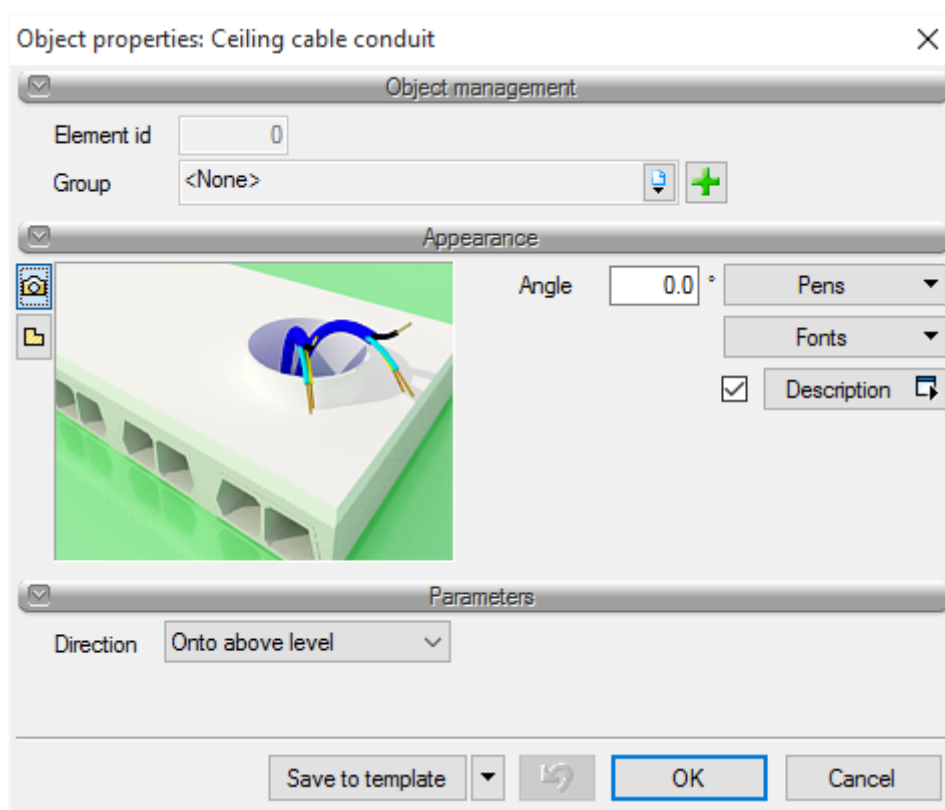 Object properties: Ceiling cable conduit
Object management
Element id 0
Group <None>
Appearance
Angle 0.0 ° Pens
Fonts
Description
Parameters
Direction Onto above level
Save to template OK Cancel